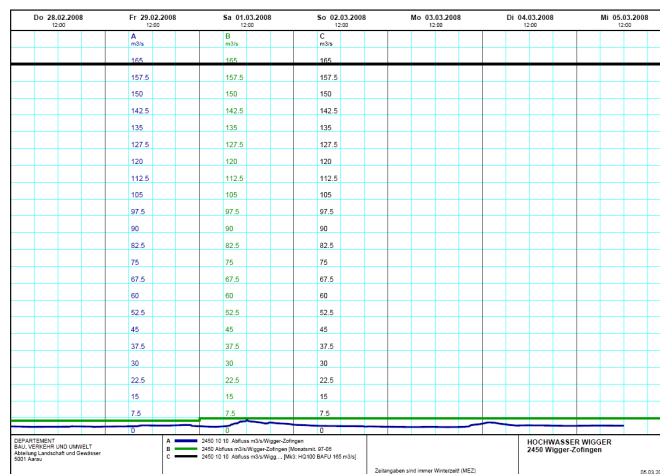 Do 28.02.2008 Fr 29.02.2008 Sa 01.03.2008 So 02.03.2008 Mo 03.03.2008 Di 04.03.2008 Mi 05.03.2008
12:00 12:00 12:00 12:00 12:00 12:00 12:00
A B C
m3/s m3/s m3/s
165 165 165
157.5 157.5 157.5
150 150 150
142.5 142.5 142.5
135 135 135
127.5 127.5 127.5
120 120 120
112.5 112.5 112.5
105 105 105
97.5 97.5 97.5
90 90 90
82.5 82.5 82.5
75 75 75
67.5 67.5 67.5
60 60 60
52.5 52.5 52.5
45 45 45
37.5 37.5 37.5
30 30 30
22.5 22.5 22.5
15 15 15
7.5 7.5 7.5
0 0 0
DEPARTEMENT
BAU, VERKEHR UND UMWELT
Abteilung Landschaft und Gewässer
5001 Aarau
A 2450 10 10 Abfluss m3/s/Wigger-Zofingen
B 2450 Abfluss m3/s/Wigger-Zofingen [Monatsmit. 97-06
C 2450 10 10 Abfluss m3/s/Wigg... [Mk3: HQ100 BAFU 165 m3/s]
Zeitangaben sind immer Winterzeit! (MEZ)
HOCHWASSER WIGGER
2450 Wigger-Zofingen